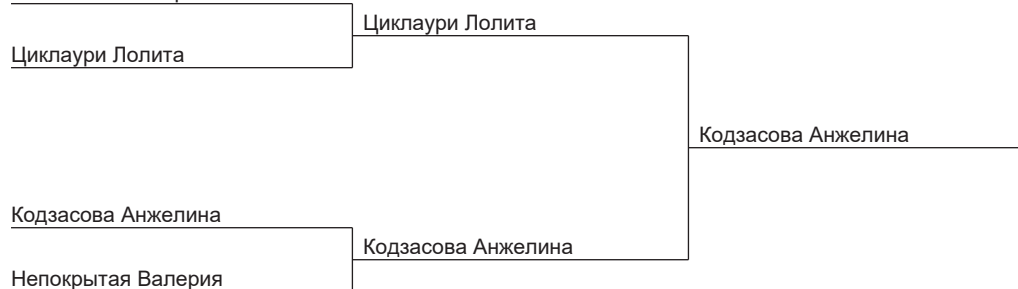 Циклаури Лолита
Циклаури Лолита
Кодзасова Анжелина
Кодзасова Анжелина
Кодзасова Анжелина
Непокрытая Валерия